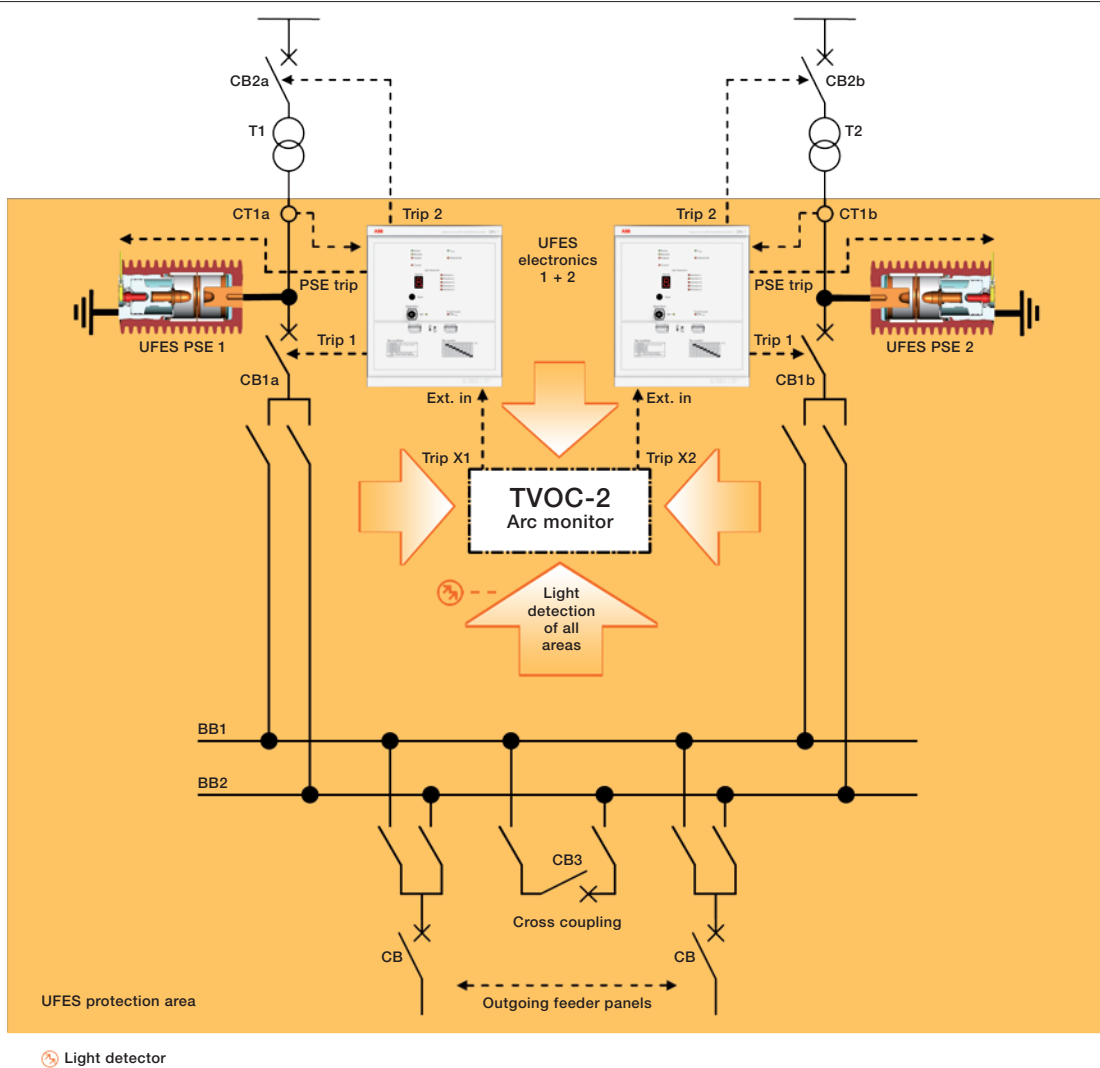 CB2a
CB2b
T1
T2
CT1a
Trip 2
Trip 2
CT1b
ABB
ABB
UFES
electronics
1 + 2
PSE trip
PSE trip
UFES PSE 1
Trip 1
Trip 1
UFES PSE 2
CB1a
CB1b
Ext. in
Ext. in
Trip X1
Trip X2
TVOC-2
Arc monitor
Light
detection
of all
areas
BB1
BB2
CB3
Cross coupling
CB
CB
Outgoing feeder panels
UFES protection area
Light detector